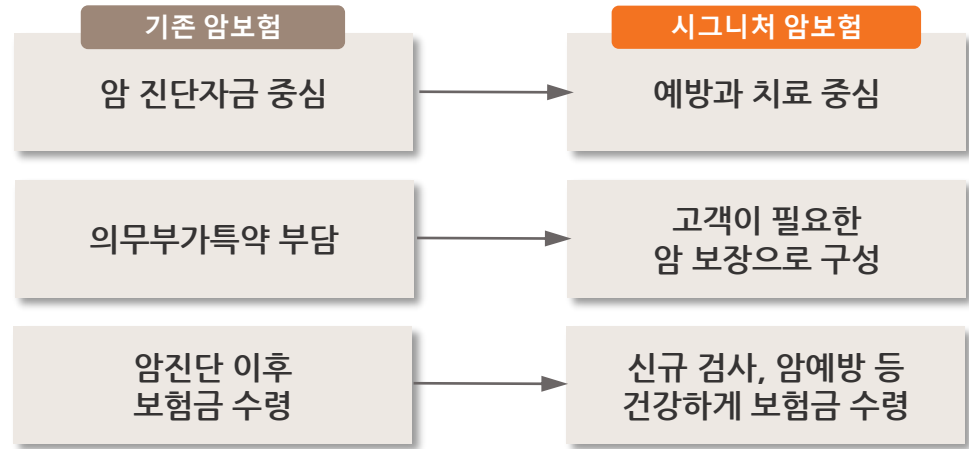 기존 암보험
시그니처 암보험
암 진단자금 중심
예방과 치료 중심
의무부가특약 부담
고객이 필요한
암 보장으로 구성
암진단 이후
보험금 수령
신규 검사, 암예방 등
건강하게 보험금 수령